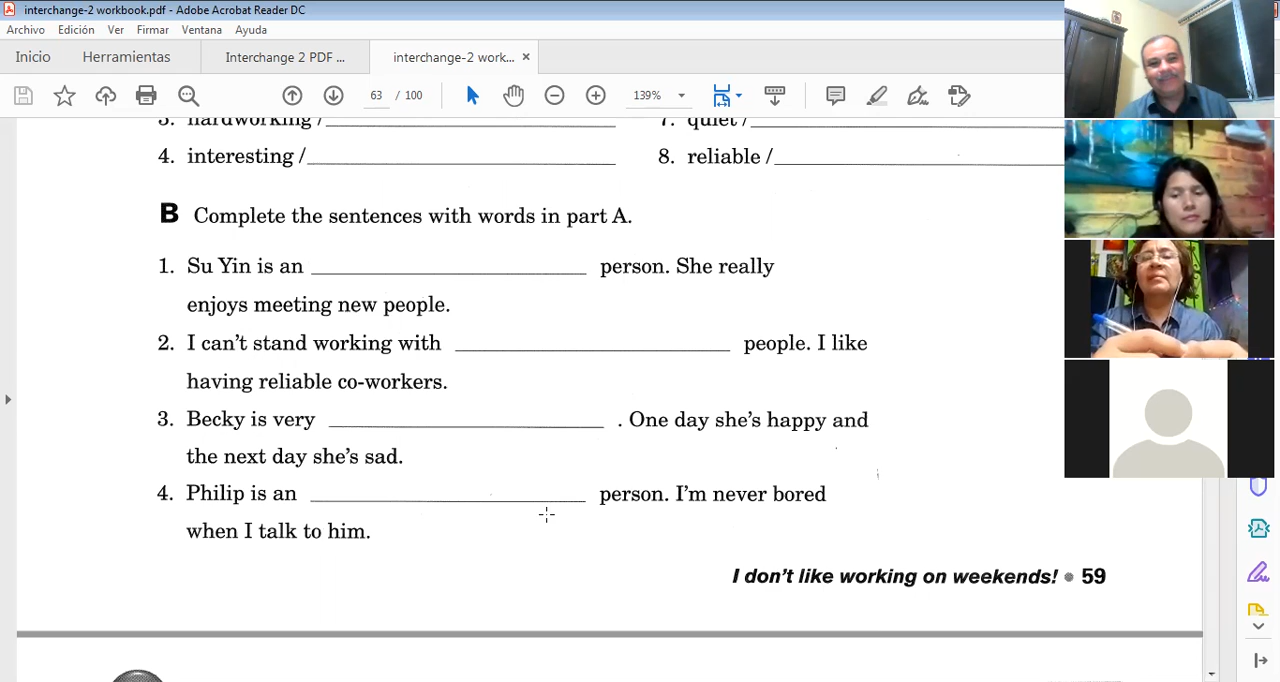 interchange-2 workbook.pdf - Adobe Acrobat Reader DC
Archivo Edición Ver Firmar Ventana Ayuda
Inicio Herramientas Interchange 2 PDF ... interchange-2 work... ×
63 / 100 139%
3. hardworking / 7. quiet /
4. interesting / 8. reliable /
B Complete the sentences with words in part A.
1. Su Yin is an person. She really
enjoys meeting new people.
2. I can't stand working with people. I like
having reliable co-workers.
3. Becky is very . One day she's happy and
the next day she's sad.
4. Philip is an person. I'm never bored
when I talk to him.
I don't like working on weekends! • 59